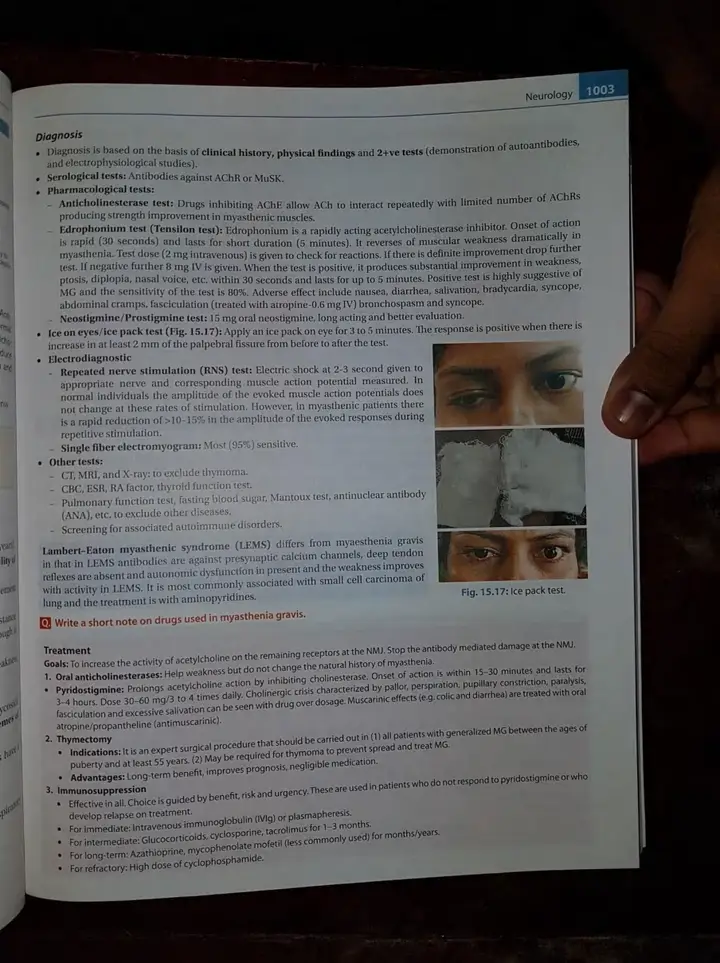 Neurology 1003
Diagnosis
• Diagnosis is based on the basis of clinical history, physical findings and 2+ve tests (demonstration of autoantibodies,
and electrophysiological studies).
• Serological tests: Antibodies against AChR or MuSK.
• Pharmacological tests:
– Anticholinesterase test: Drugs inhibiting AChE allow ACh to interact repeatedly with limited number of AChRs
producing strength improvement in myasthenic muscles.
– Edrophonium test (Tensilon test): Edrophonium is a rapidly acting acetylcholinesterase inhibitor. Onset of action
is rapid (30 seconds) and lasts for short duration (5 minutes). It reverses of muscular weakness dramatically in
myasthenia. Test dose (2 mg intravenous) is given to check for reactions. If there is definite improvement drop further
test. If negative further 8 mg IV is given. When the test is positive, it produces substantial improvement in weakness,
ptosis, diplopia, nasal voice, etc. within 30 seconds and lasts for up to 5 minutes. Positive test is highly suggestive of
MG and the sensitivity of the test is 80%. Adverse effect include nausea, diarrhea, salivation, bradycardia, syncope,
abdominal cramps, fasciculation (treated with atropine-0.6 mg IV) bronchospasm and syncope.
– Neostigmine/Prostigmine test: 15 mg oral neostigmine, long acting and better evaluation.
• Ice on eyes/ice pack test (Fig. 15.17): Apply an ice pack on eye for 3 to 5 minutes. The response is positive when there is
increase in at least 2 mm of the palpebral fissure from before to after the test.
• Electrodiagnostic
– Repeated nerve stimulation (RNS) test: Electric shock at 2-3 second given to
appropriate nerve and corresponding muscle action potential measured. In
normal individuals the amplitude of the evoked muscle action potentials does
not change at these rates of stimulation. However, in myasthenic patients there
is a rapid reduction of >10–15% in the amplitude of the evoked responses during
repetitive stimulation.
– Single fiber electromyogram: Most (95%) sensitive.
• Other tests:
– CT, MRI, and X-ray: to exclude thymoma.
– CBC, ESR, RA factor, thyroid function test.
– Pulmonary function test, fasting blood sugar, Mantoux test, antinuclear antibody
(ANA), etc. to exclude other diseases.
– Screening for associated autoimmune disorders.
Lambert–Eaton myasthenic syndrome (LEMS) differs from myaesthenia gravis
in that in LEMS antibodies are against presynaptic calcium channels, deep tendon
reflexes are absent and autonomic dysfunction in present and the weakness improves
with activity in LEMS. It is most commonly associated with small cell carcinoma of
lung and the treatment is with aminopyridines.
Fig. 15.17: Ice pack test.
Q Write a short note on drugs used in myasthenia gravis.
Treatment
Goals: To increase the activity of acetylcholine on the remaining receptors at the NMJ. Stop the antibody mediated damage at the NMJ.
1. Oral anticholinesterases: Help weakness but do not change the natural history of myasthenia.
• Pyridostigmine: Prolongs acetylcholine action by inhibiting cholinesterase. Onset of action is within 15–30 minutes and lasts for
3–4 hours. Dose 30–60 mg/3 to 4 times daily. Cholinergic crisis characterized by pallor, perspiration, pupillary constriction, paralysis,
fasciculation and excessive salivation can be seen with drug over dosage. Muscarinic effects (e.g. colic and diarrhea) are treated with oral
atropine/propantheline (antimuscarinic).
2. Thymectomy
• Indications: It is an expert surgical procedure that should be carried out in (1) all patients with generalized MG between the ages of
puberty and at least 55 years. (2) May be required for thymoma to prevent spread and treat MG.
• Advantages: Long-term benefit, improves prognosis, negligible medication.
3. Immunosuppression
• Effective in all. Choice is guided by benefit, risk and urgency. These are used in patients who do not respond to pyridostigmine or who
develop relapse on treatment.
• For Immediate: Intravenous immunoglobulin (IVIg) or plasmapheresis.
• For intermediate: Glucocorticoids, cyclosporine, tacrolimus for 1–3 months.
• For long-term: Azathioprine, mycophenolate mofetil (less commonly used) for months/years.
• For refractory: High dose of cyclophosphamide.